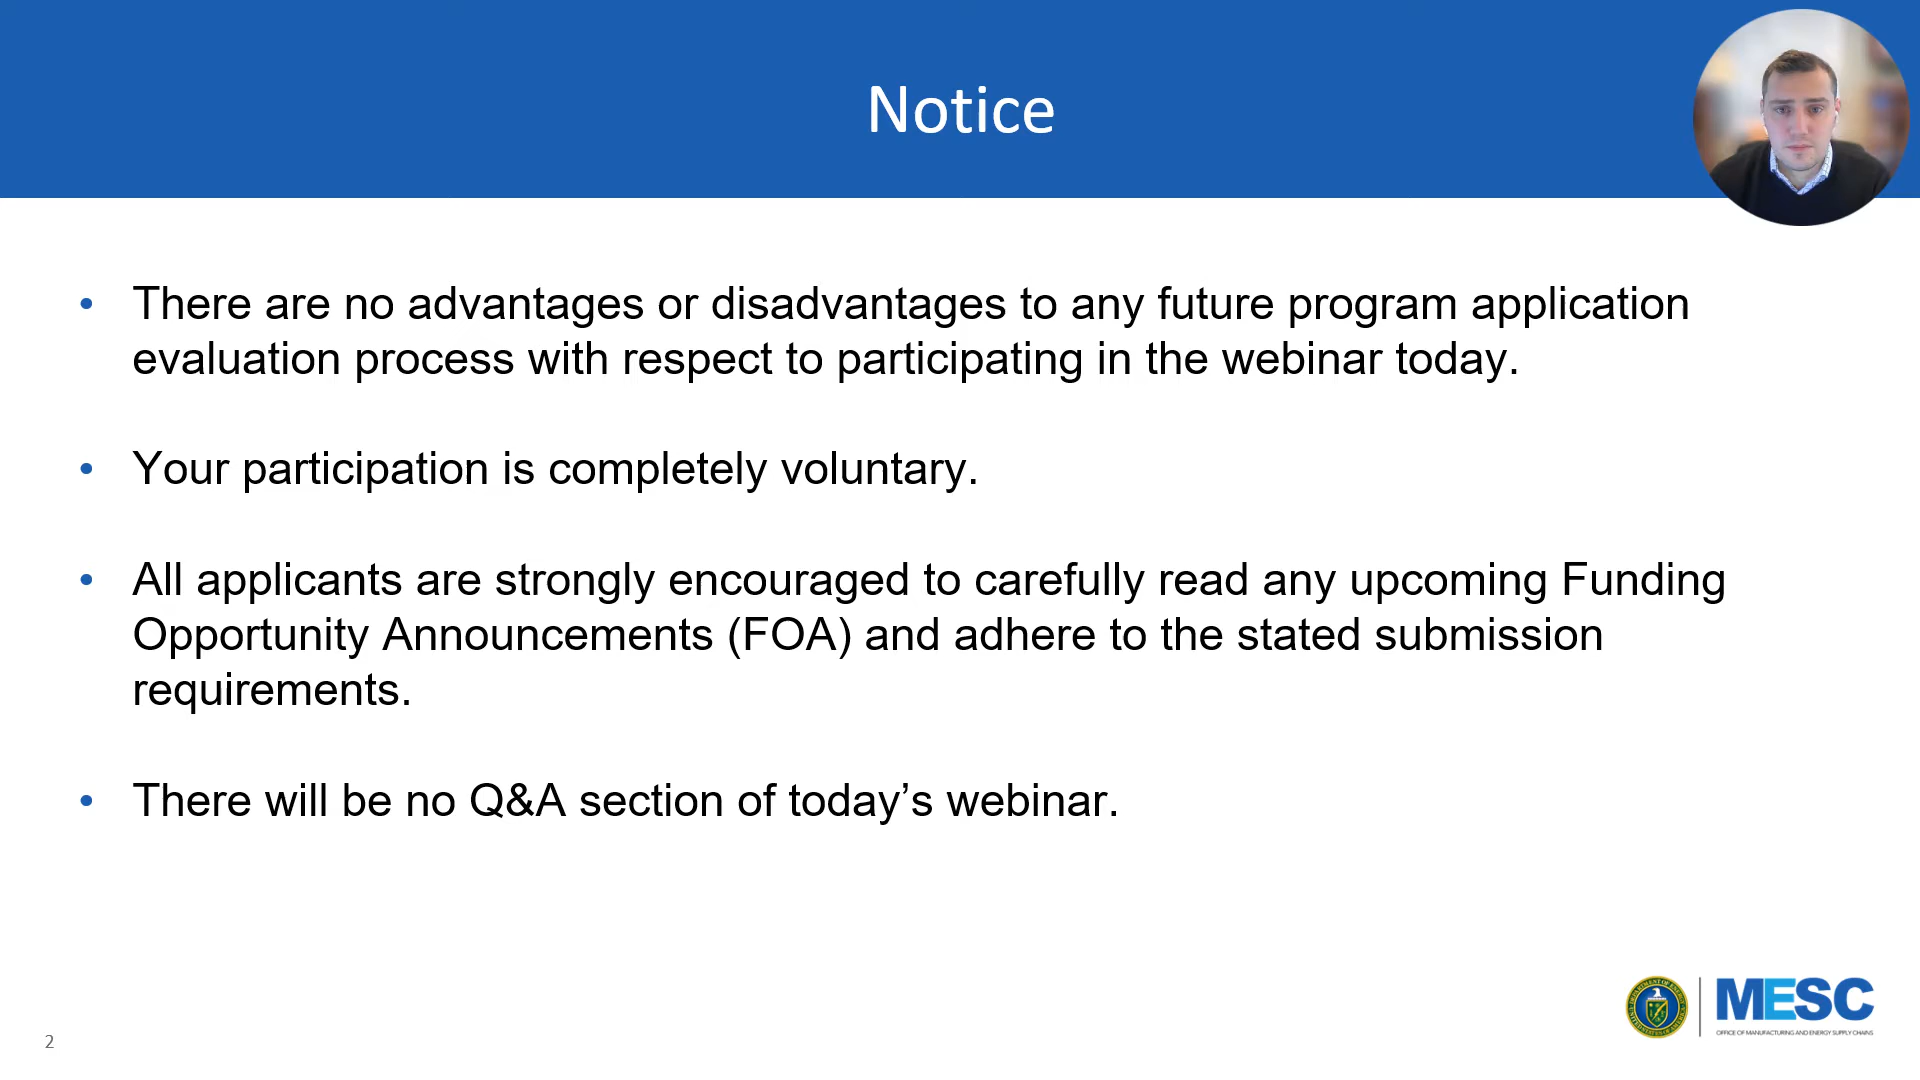 Notice
• There are no advantages or disadvantages to any future program application
evaluation process with respect to participating in the webinar today.
• Your participation is completely voluntary.
• All applicants are strongly encouraged to carefully read any upcoming Funding
Opportunity Announcements (FOA) and adhere to the stated submission
requirements.
• There will be no Q&A section of today’s webinar.
MESC
OFFICE OF MANUFACTURING AND ENERGY SUPPLY CHAINS
2